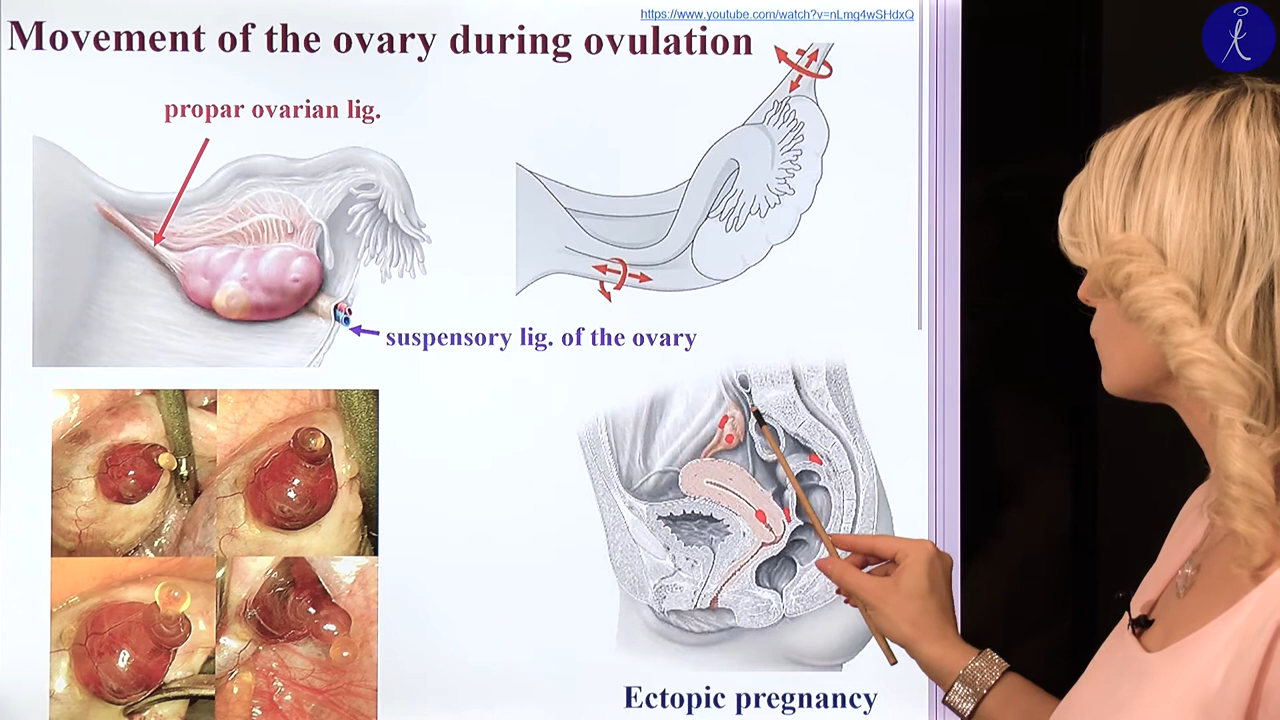 https://www.youtube.com/watch?v=nLmg4wSHdxQ
Movement of the ovary during ovulation
propar ovarian lig.
suspensory lig. of the ovary
Ectopic pregnancy